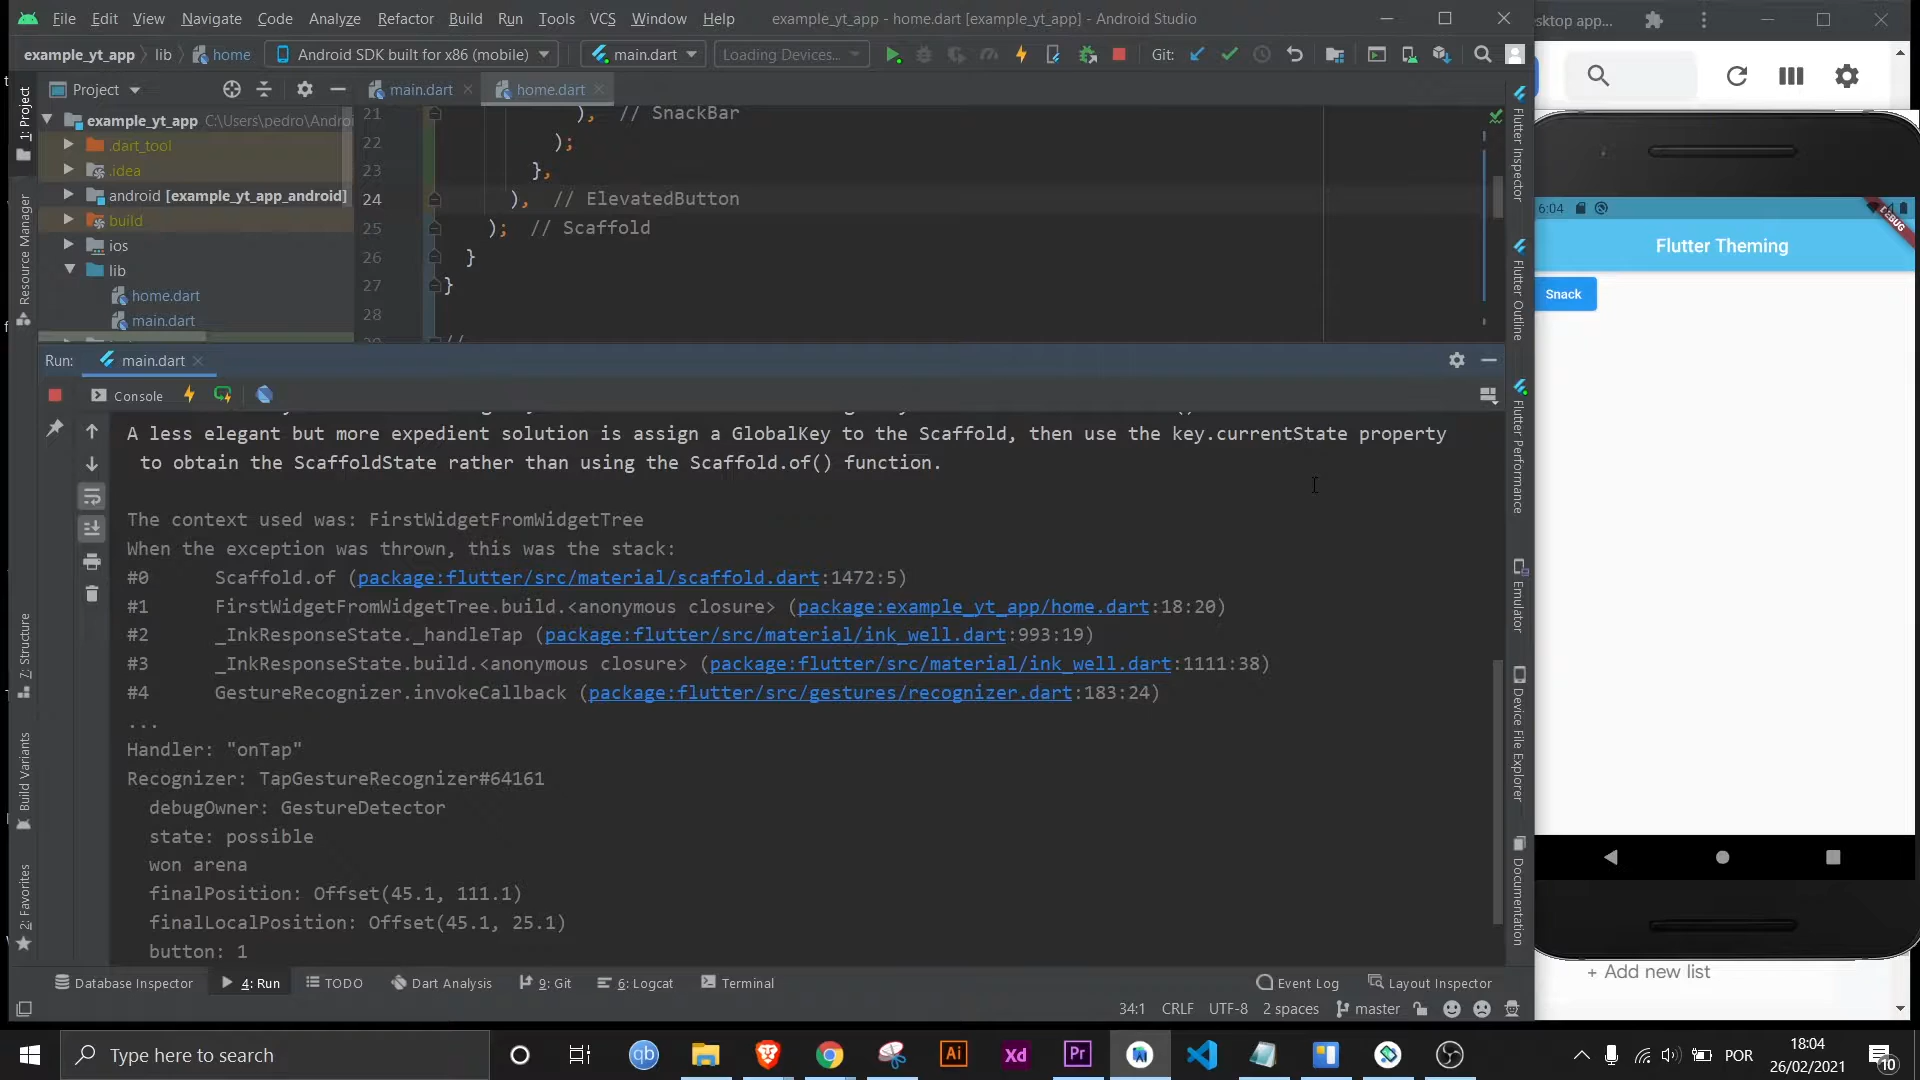 File Edit View Navigate Code Analyze Refactor Build Run Tools VCS Window Help example_yt_app - home.dart [example_yt_app] - Android Studio
sktop app...
example_yt_app lib home Android SDK built for x86 (mobile) main.dart Loading Devices... Git:
1: Project
Project
main.dart
home.dart
example_yt_app C:\Users\pedro\Andro
.dart_tool
.idea
android [example_yt_app_android]
build
ios
lib
home.dart
main.dart
Resource Manager
21 ), // SnackBar
22 );
23 },
24 ), // ElevatedButton
25 ); // Scaffold
26 }
27 }
28
//
Flutter Inspector
Flutter Outline
Flutter Performance
Emulator
Device File Explorer
Documentation
6:04
DEBUG
Flutter Theming
Snack
+ Add new list
Run: main.dart
Console
A less elegant but more expedient solution is assign a GlobalKey to the Scaffold, then use the key.currentState property
to obtain the ScaffoldState rather than using the Scaffold.of() function.
The context used was: FirstWidgetFromWidgetTree
When the exception was thrown, this was the stack:
#0 Scaffold.of (package:flutter/src/material/scaffold.dart:1472:5)
#1 FirstWidgetFromWidgetTree.build.<anonymous closure> (package:example_yt_app/home.dart:18:20)
#2 _InkResponseState._handleTap (package:flutter/src/material/ink_well.dart:993:19)
#3 _InkResponseState.build.<anonymous closure> (package:flutter/src/material/ink_well.dart:1111:38)
#4 GestureRecognizer.invokeCallback (package:flutter/src/gestures/recognizer.dart:183:24)
...
Handler: "onTap"
Recognizer: TapGestureRecognizer#64161
debugOwner: GestureDetector
state: possible
won arena
finalPosition: Offset(45.1, 111.1)
finalLocalPosition: Offset(45.1, 25.1)
button: 1
7: Structure
Build Variants
2: Favorites
Database Inspector 4: Run TODO Dart Analysis 9: Git 6: Logcat Terminal Event Log Layout Inspector
34:1 CRLF UTF-8 2 spaces master
Type here to search
qb
Ai
Xd
Pr
POR
18:04
26/02/2021
10